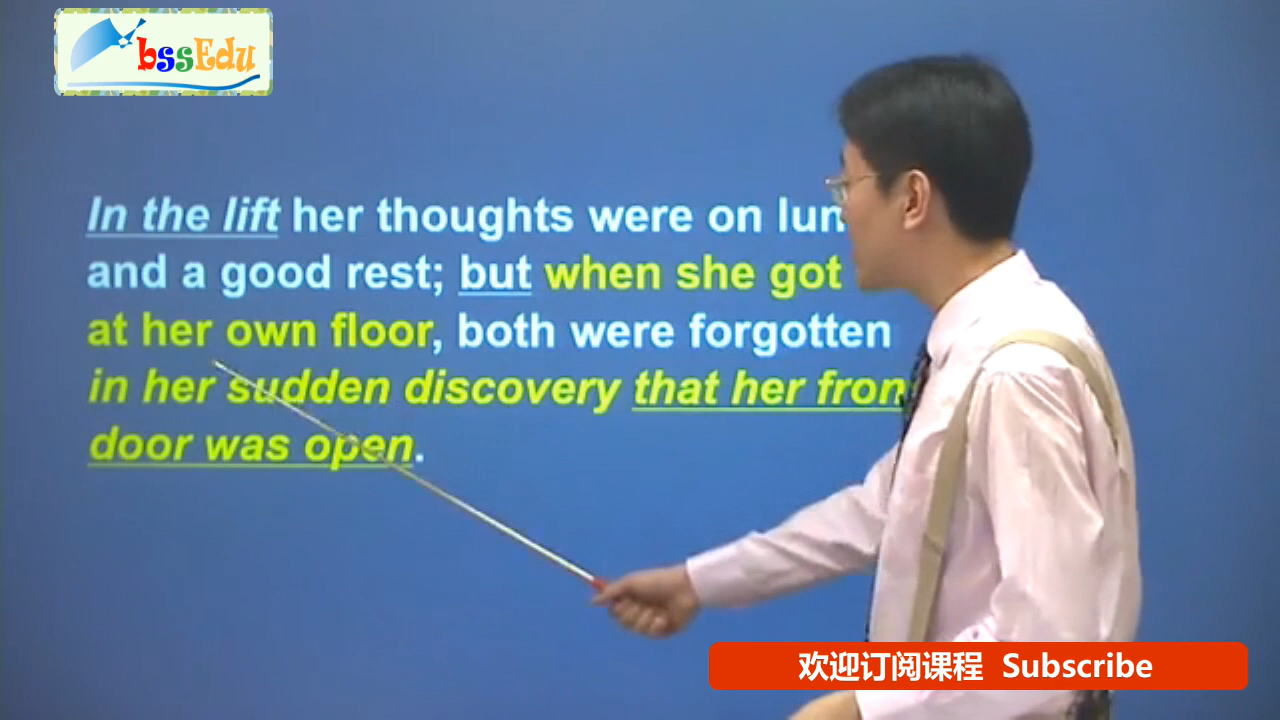 bssEdu
In the lift her thoughts were on
and a good rest; but when she got
at her own floor, both were forgotten
in her sudden discovery that her
door was open.
欢迎订阅课程 Subscribe